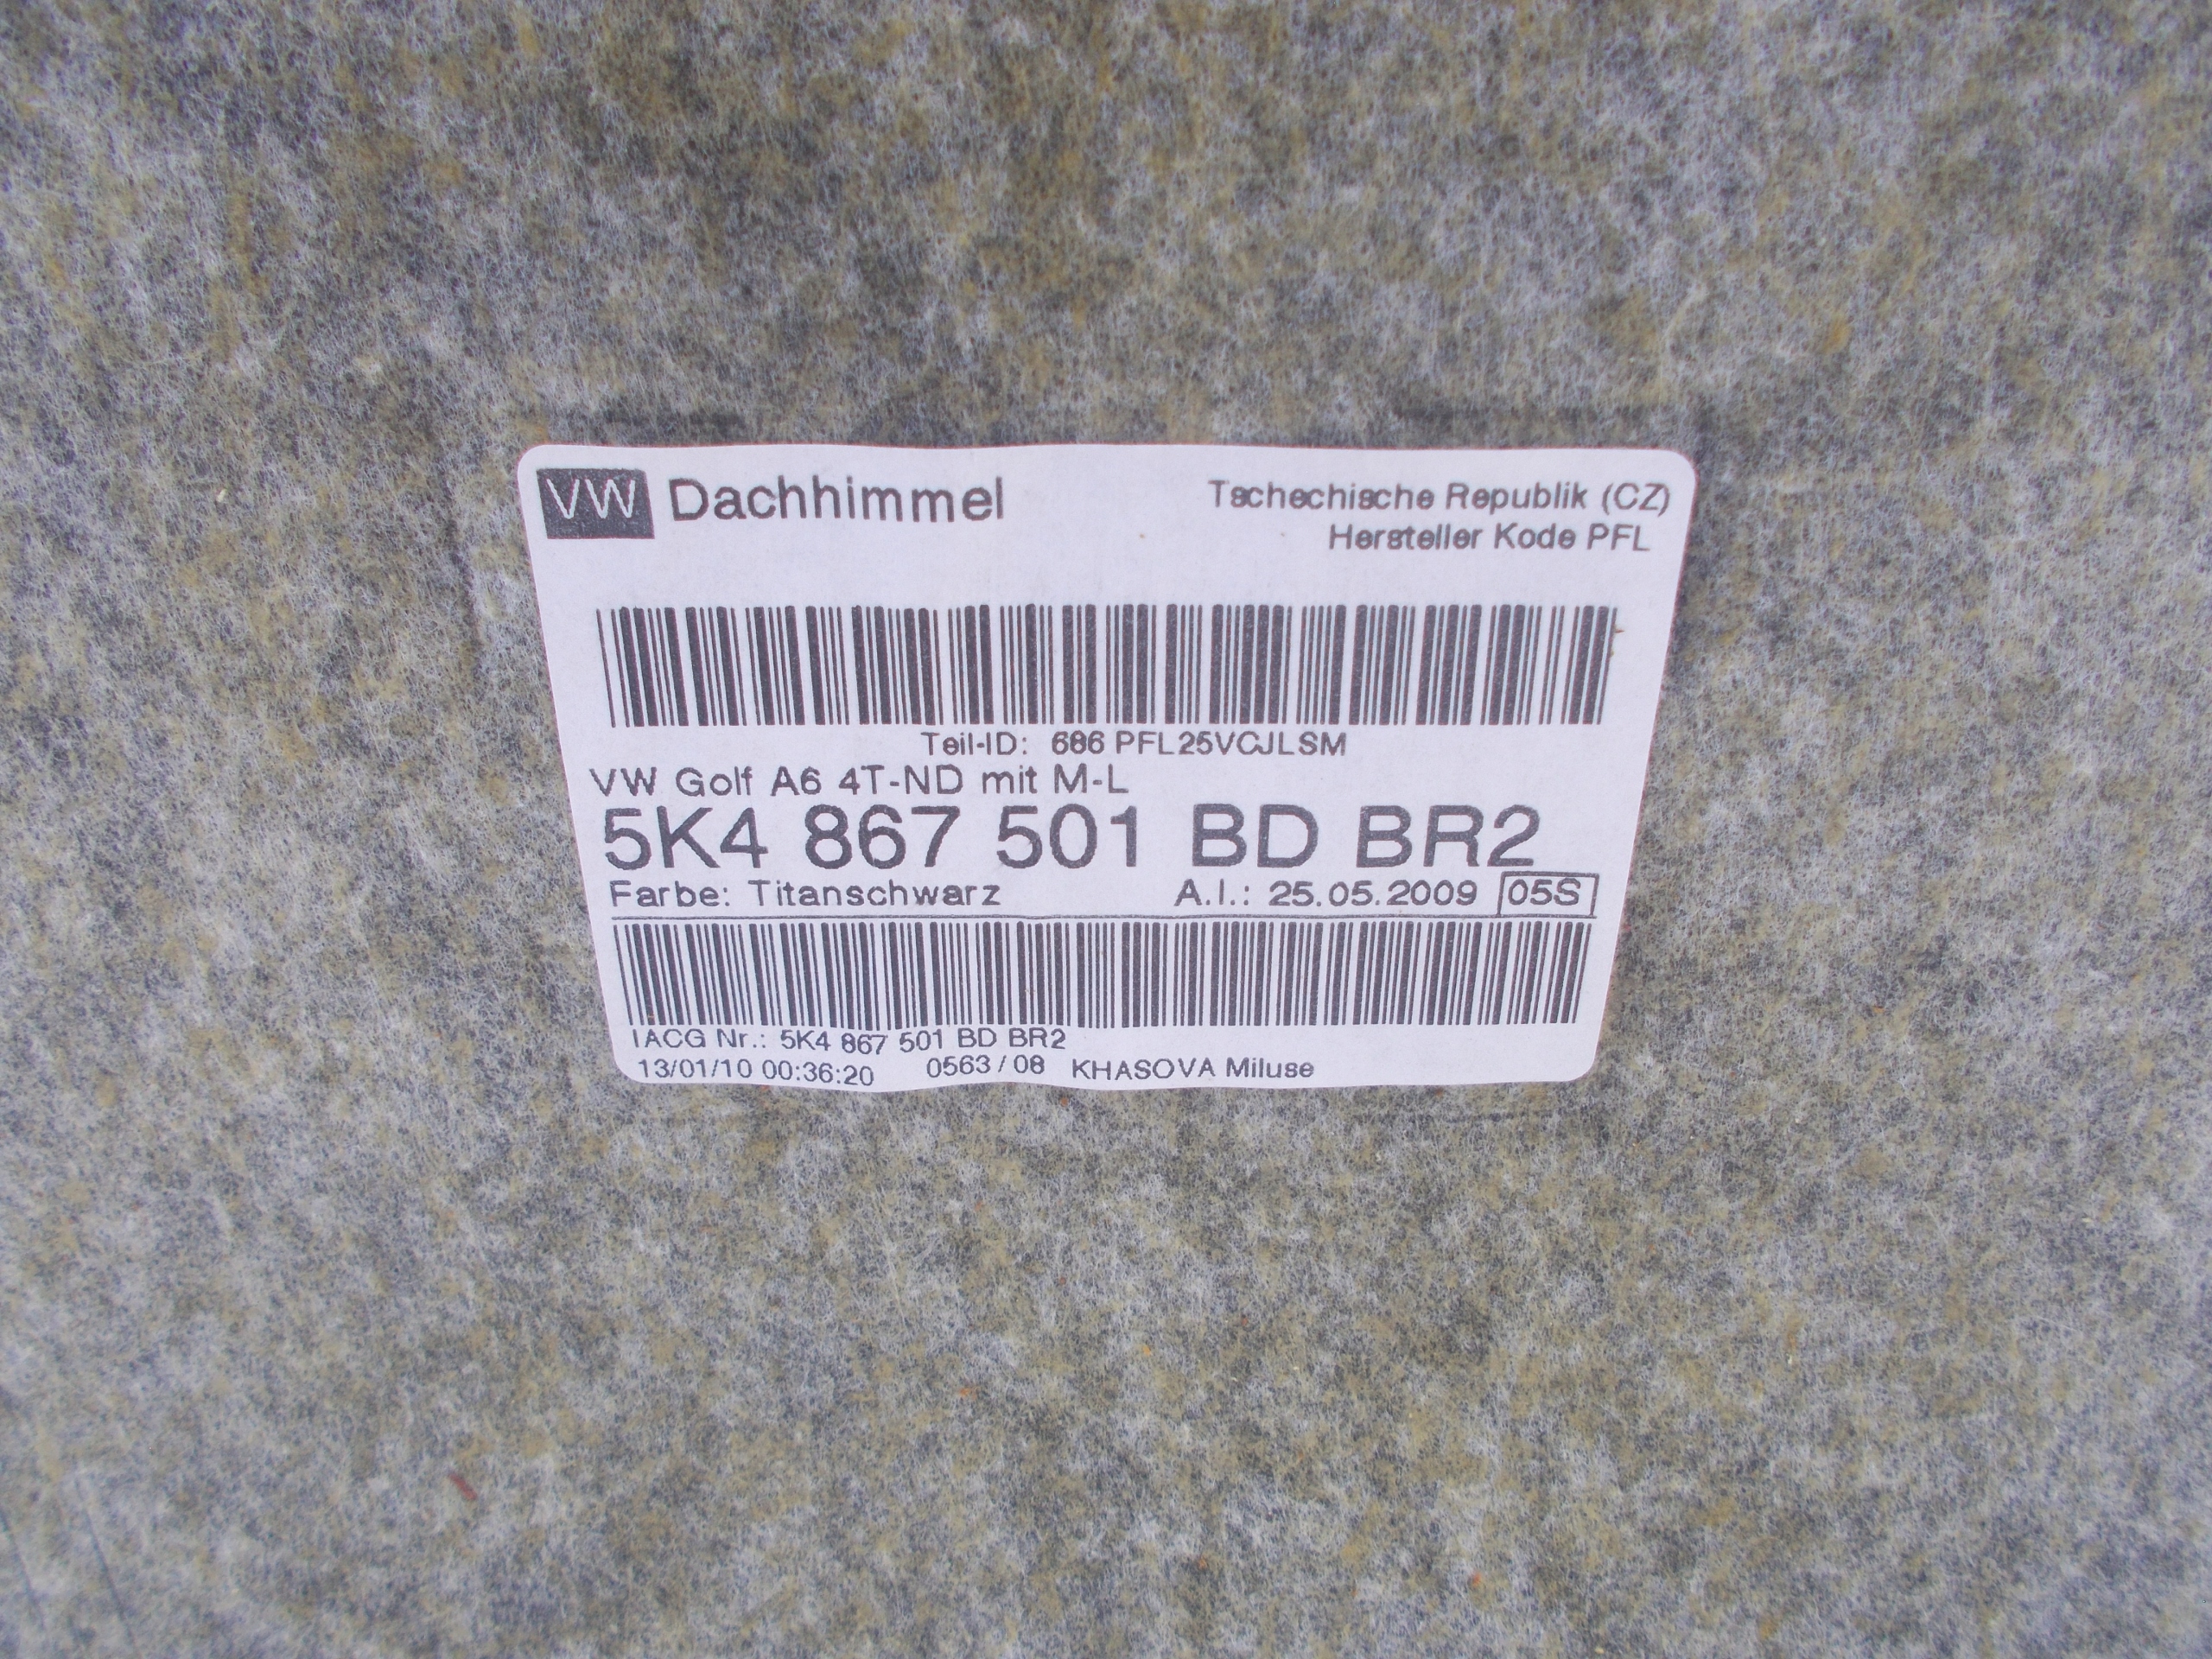 VW Dachhimmel
Tschechische Republik (CZ)
Hersteller Kode PFL
Teil-ID: 686 PFL25VCJLSM
VW Golf A6 4T-ND mit M-L
5K4 867 501 BD BR2
Farbe: Titanschwarz A.I.: 25.05.2009 05S
IACG Nr.: 5K4 867 501 BD BR2
13/01/10 00:36:20 0563/08 KHASOVA Miluse